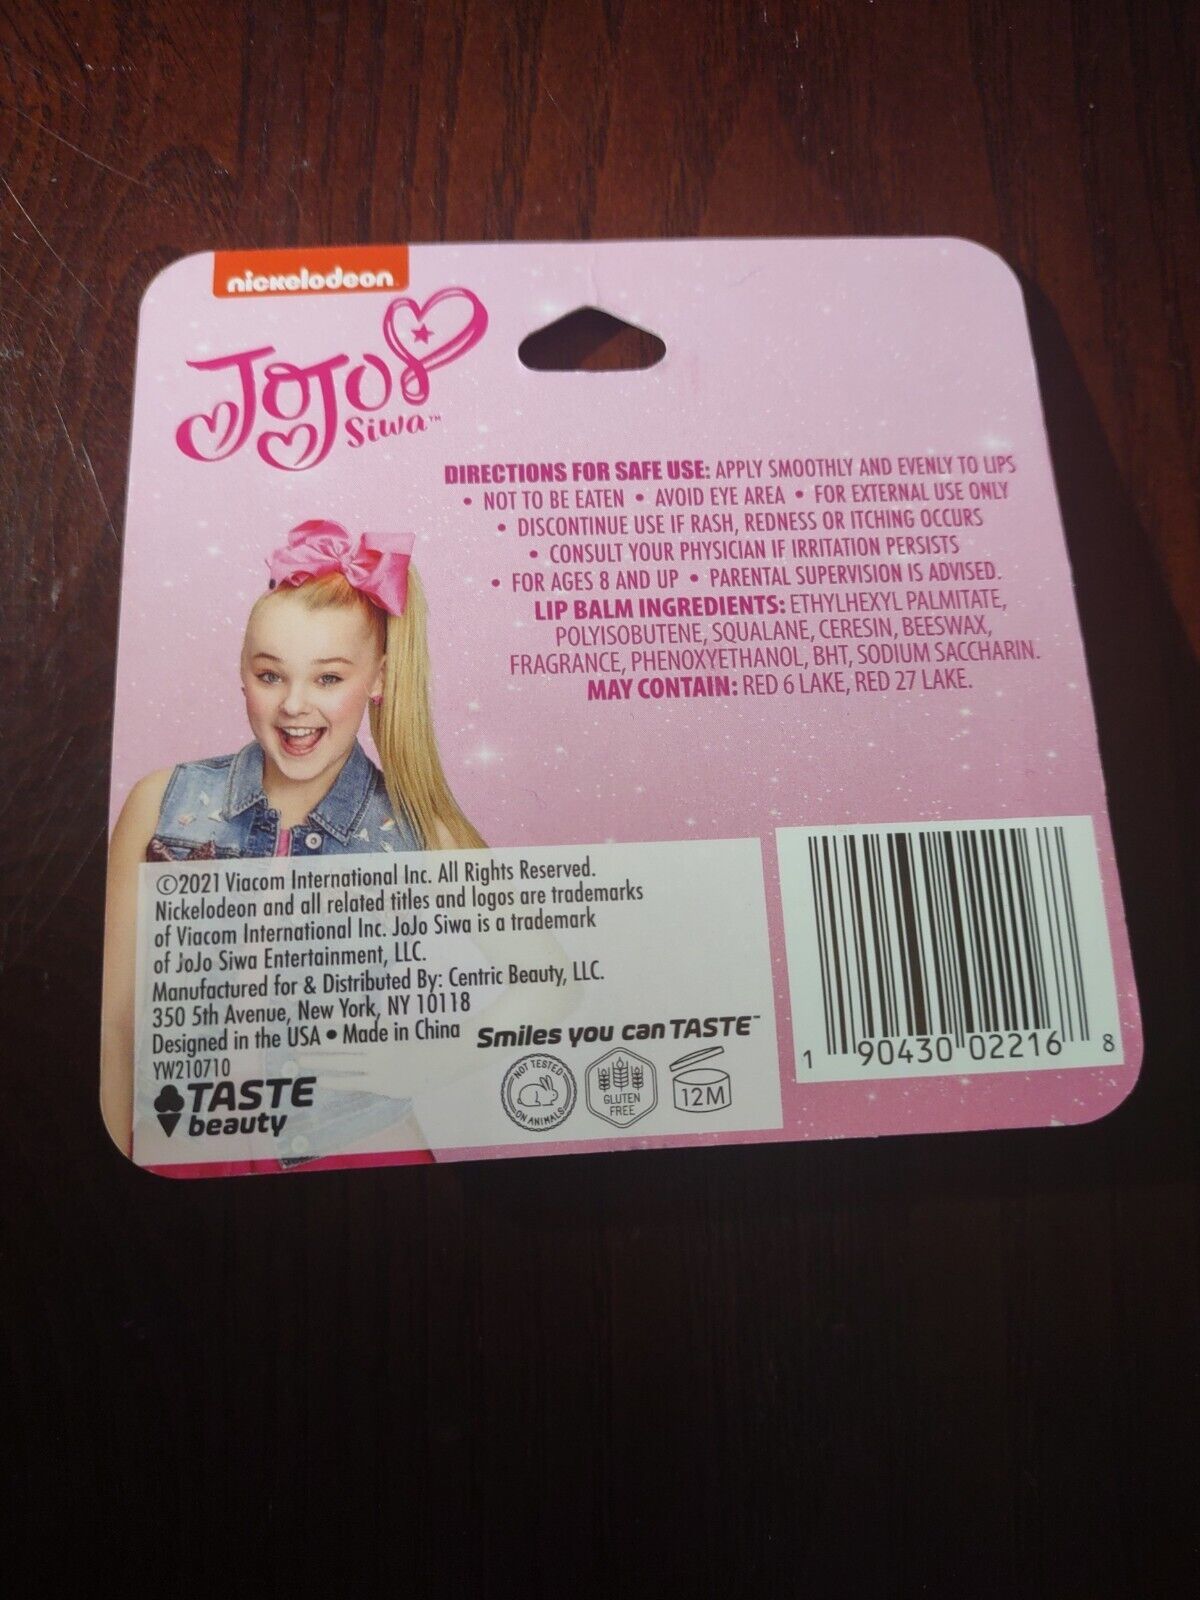 nickelodeon
JoJo
Siwa™
DIRECTIONS FOR SAFE USE: APPLY SMOOTHLY AND EVENLY TO LIPS
• NOT TO BE EATEN • AVOID EYE AREA • FOR EXTERNAL USE ONLY
• DISCONTINUE USE IF RASH, REDNESS OR ITCHING OCCURS
• CONSULT YOUR PHYSICIAN IF IRRITATION PERSISTS
• FOR AGES 8 AND UP • PARENTAL SUPERVISION IS ADVISED.
LIP BALM INGREDIENTS: ETHYLHEXYL PALMITATE,
POLYISOBUTENE, SQUALANE, CERESIN, BEESWAX,
FRAGRANCE, PHENOXYETHANOL, BHT, SODIUM SACCHARIN.
MAY CONTAIN: RED 6 LAKE, RED 27 LAKE.
©2021 Viacom International Inc. All Rights Reserved.
Nickelodeon and all related titles and logos are trademarks
of Viacom International Inc. JoJo Siwa is a trademark
of JoJo Siwa Entertainment, LLC.
Manufactured for & Distributed By: Centric Beauty, LLC.
350 5th Avenue, New York, NY 10118
Designed in the USA • Made in China
YW210710
TASTE
beauty
Smiles you can TASTE™
NOT TESTED
ON ANIMALS
GLUTEN
FREE
12M
1 90430 02216 8